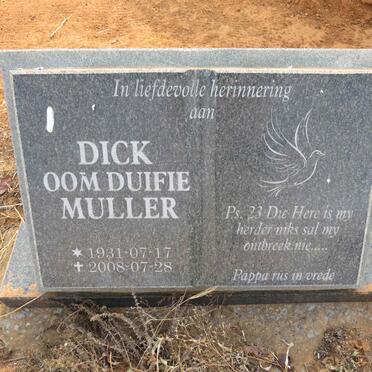 In liefdevolle herinnering
aan
DICK
OOM DUIFIE
MULLER
* 1931-07-17
✝ 2008-07-28
Ps. 23 Die Here is my
herder niks sal my
ontbreek nie.....
Pappa rus in vrede